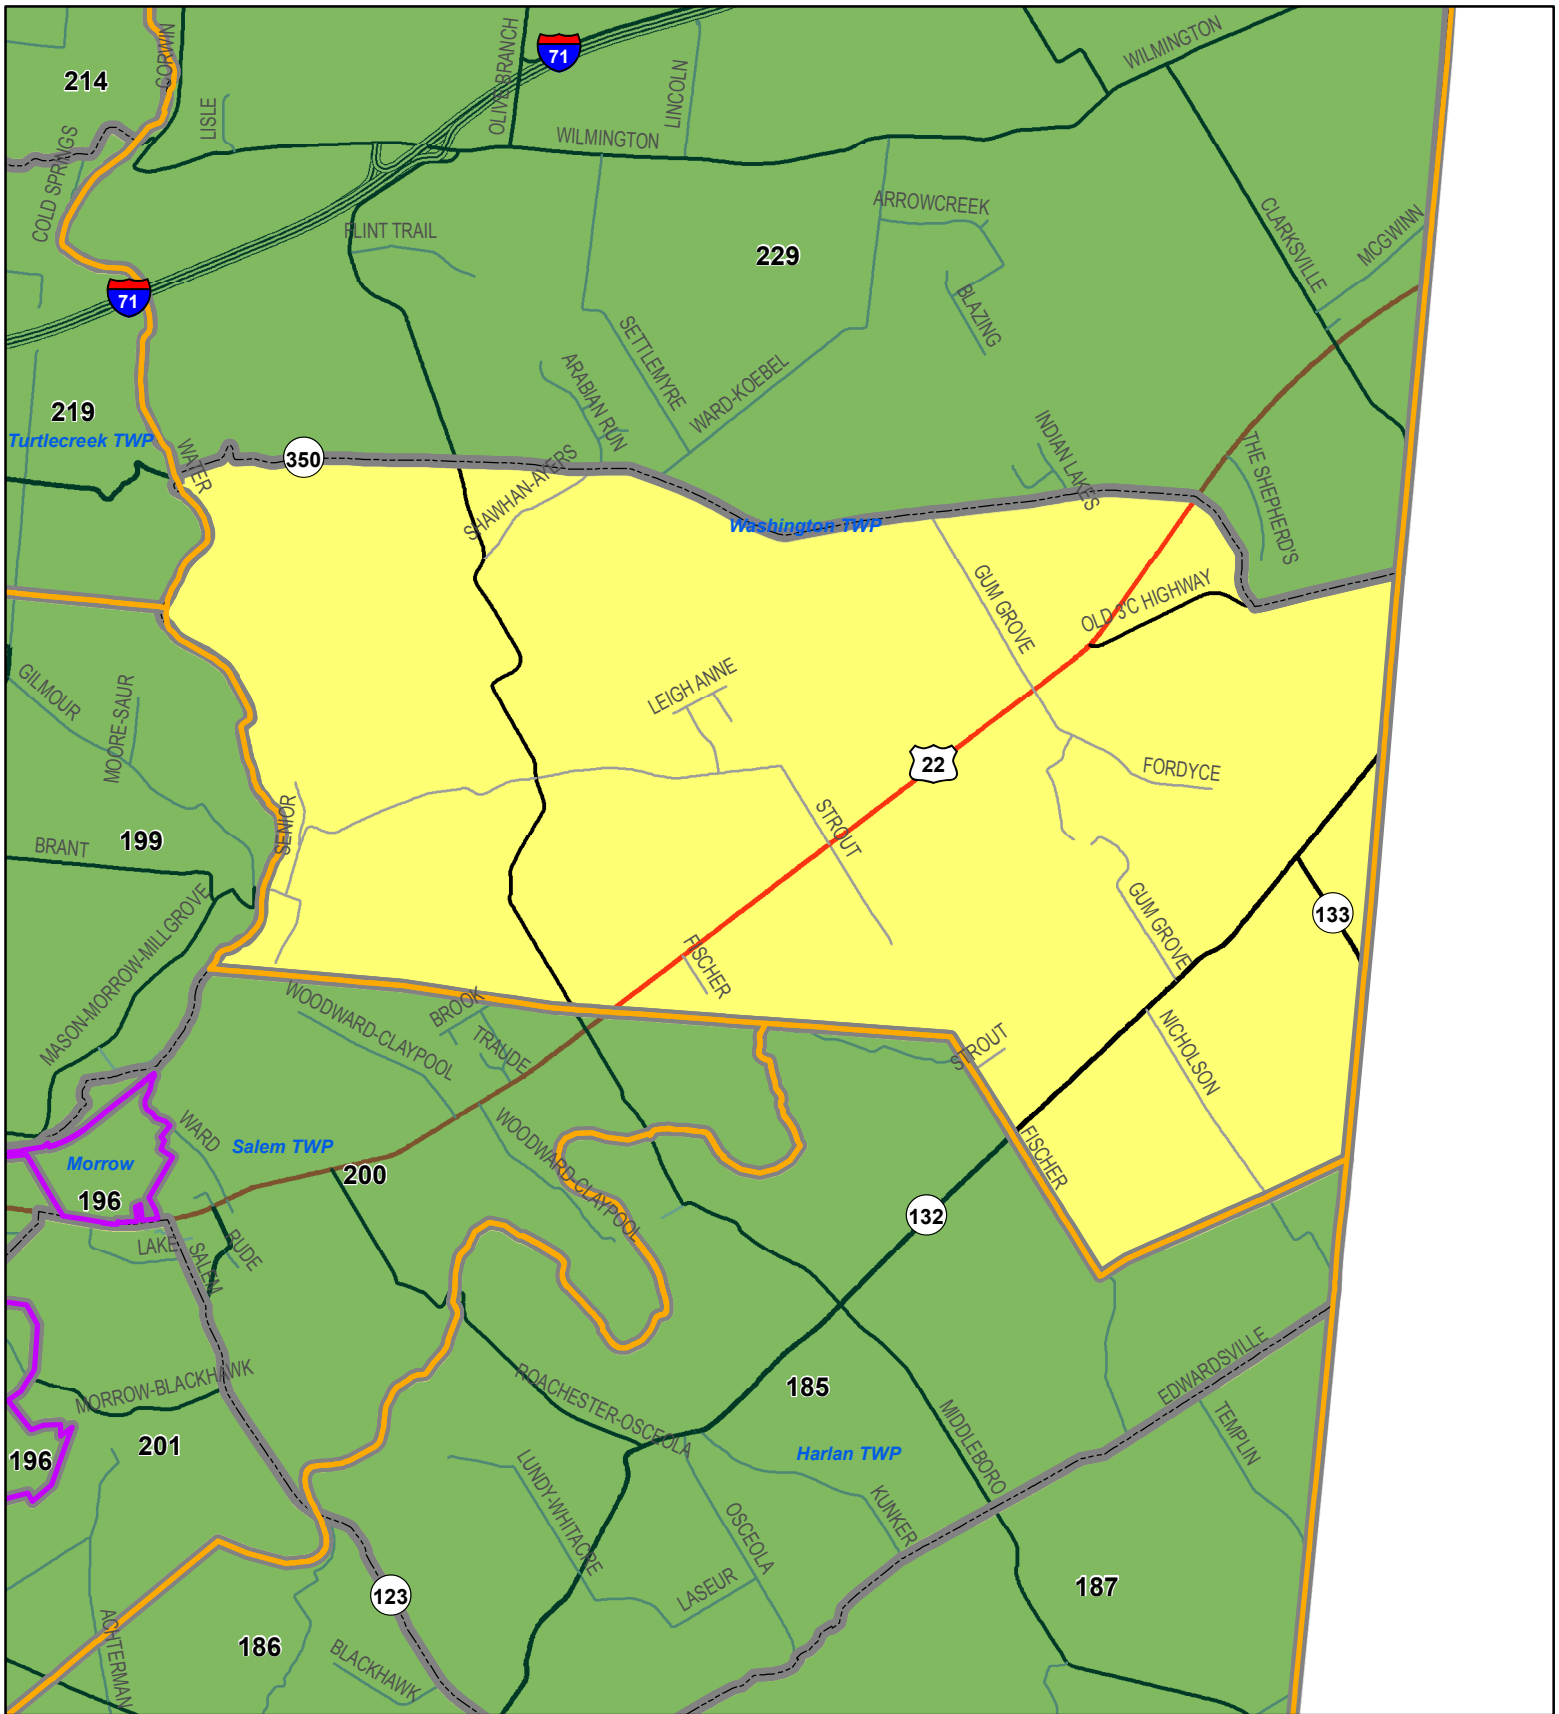 CORWIN
OLIVE BRANCH
71
WILMINGTON
214
LISLE
LINCOLN
WILMINGTON
COLD SPRINGS
ARROWCREEK
CLARKSVILLE
MCGWINN
FLINT TRAIL
229
71
BLAZING
SETTLEMYRE
ARABIAN RUN
WARD-KOEBEL
219
Turtlecreek TWP
INDIAN LAKES
THE SHEPHERD'S
WATER
350
SHAWHAN-AYERS
Washington TWP
GUM GROVE
OLD 3'C HIGHWAY
GILMOUR
MOORE-SAUR
LEIGH ANNE
22
FORDYCE
SENIOR
STROUT
BRANT
199
MASON-MORROW-MILLGROVE
GUM GROVE
133
FISCHER
WOODWARD-CLAYPOOL
BROOK
TRAUDE
STROUT
NICHOLSON
WARD
Salem TWP
WOODWARD-CLAYPOOL
FISCHER
Morrow
200
196
132
LAKE
SALEM
RUDE
EDWARDSVILLE
MORROW-BLACKHAWK
ROACHESTER-OSCEOLA
185
MIDDLEBORO
TEMPLIN
201
196
Harlan TWP
LUNDY-WHITACRE
OSCEOLA
KUNKER
123
LASEUR
187
ACHTERMAN
186
BLACKHAWK